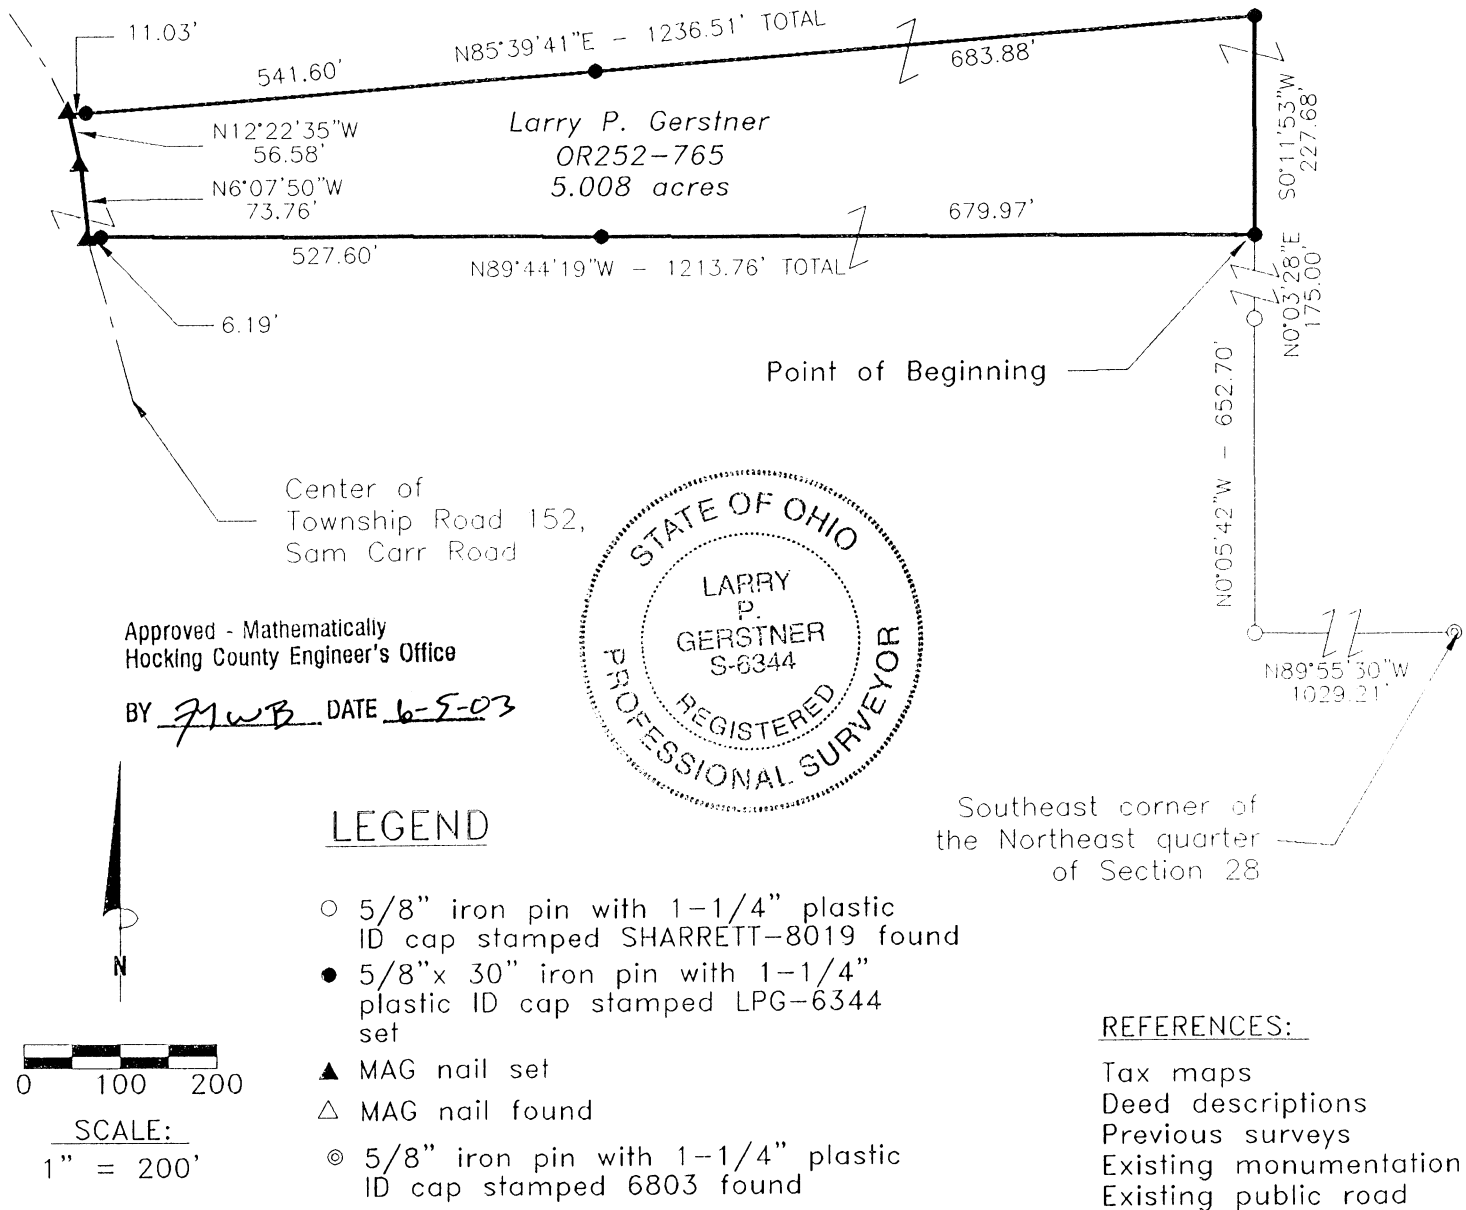 11.03'
N85°39'41"E - 1236.51' TOTAL
541.60'
683.88'
N12°22'35"W
56.58'
Larry P. Gerstner
OR252-765
5.008 acres
S0°11'53"W
227.68'
N6°07'50"W
73.76'
679.97'
527.60'
N89°44'19"W - 1213.76' TOTAL
6.19'
N0°03'28"E
175.00'
Point of Beginning
N0°05'42"W - 652.70'
Center of
Township Road 152,
Sam Carr Road
STATE OF OHIO
LARRY
P.
GERSTNER
S-6344
REGISTERED
PROFESSIONAL SURVEYOR
Approved - Mathematically
Hocking County Engineer's Office
BY DATE 6-5-03
N89°55'30"W
1029.21'
Southeast corner of
the Northeast quarter
of Section 28
N
0 100 200
SCALE:
1" = 200'
LEGEND
○ 5/8" iron pin with 1-1/4" plastic
ID cap stamped SHARRETT-8019 found
● 5/8"x 30" iron pin with 1-1/4"
plastic ID cap stamped LPG-6344
set
▲ MAG nail set
△ MAG nail found
◎ 5/8" iron pin with 1-1/4" plastic
ID cap stamped 6803 found
REFERENCES:
Tax maps
Deed descriptions
Previous surveys
Existing monumentation
Existing public road